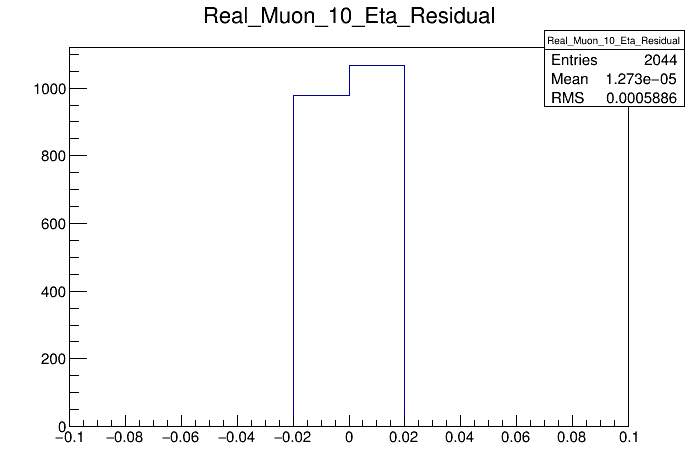 Real_Muon_10_Eta_Residual
Real_Muon_10_Eta_Residual
Entries 2044
Mean 1.273e−05
RMS 0.0005886
1000
800
600
400
200
0
−0.1 −0.08 −0.06 −0.04 −0.02 0 0.02 0.04 0.06 0.08 0.1